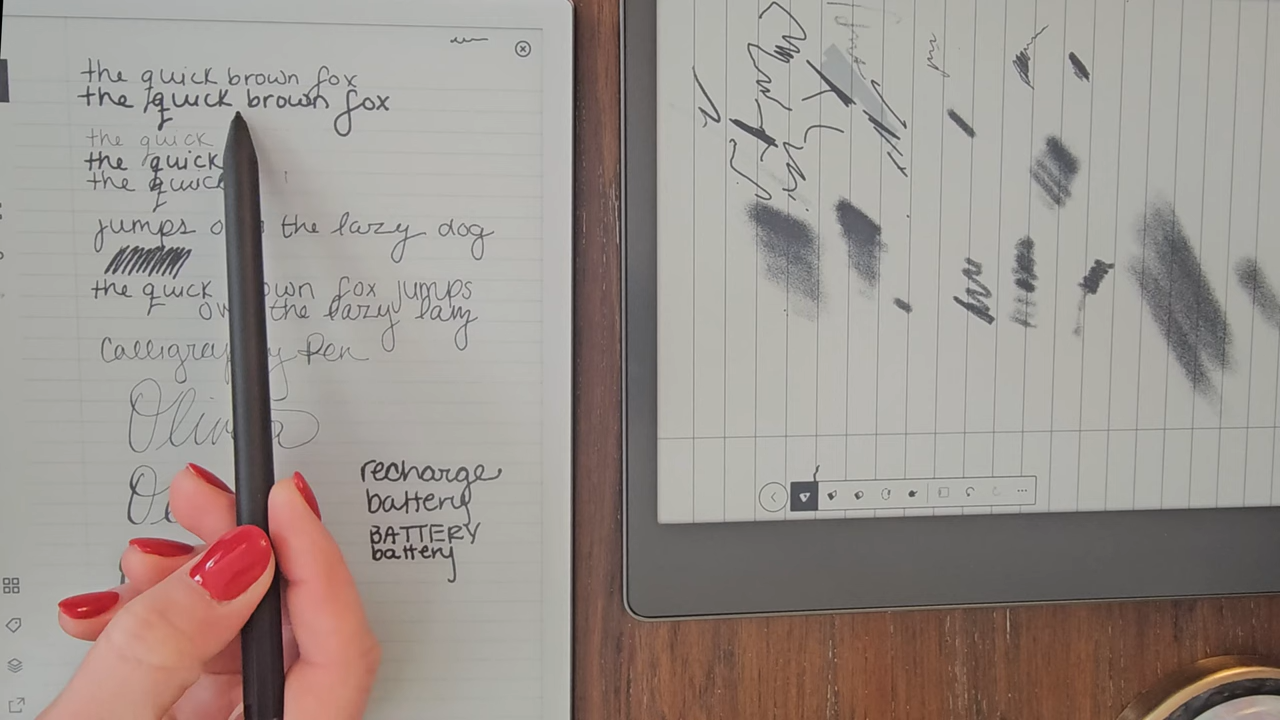 the quick brown fox
the quick brown fox
the quick
the quick
the quick
jumps the lazy dog
the quick fox jumps
the lazy lazy
Pen
recharge
battery
BATTERY
battery